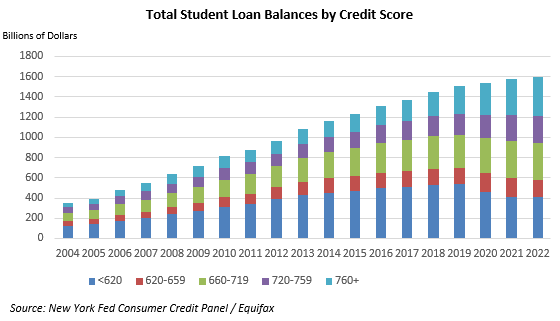 Total Student Loan Balances by Credit Score
Billions of Dollars
1800
1600
1400
1200
1000
800
600
400
200
0
2004 2005 2006 2007 2008 2009 2010 2011 2012 2013 2014 2015 2016 2017 2018 2019 2020 2021 2022
<620 620-659 660-719 720-759 760+
Source: New York Fed Consumer Credit Panel / Equifax